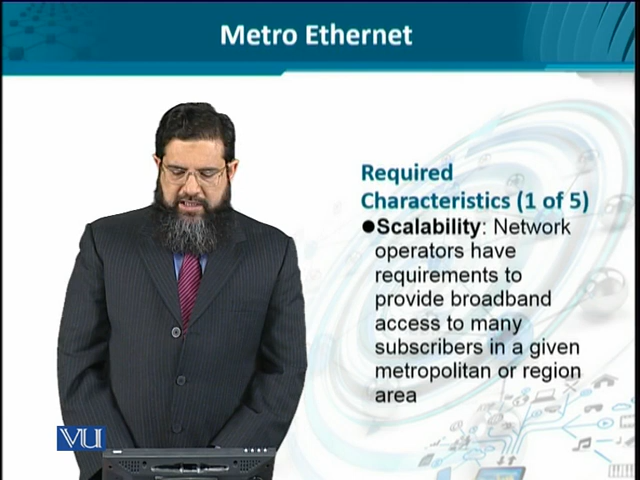 Metro Ethernet
Required
Characteristics (1 of 5)
●Scalability: Network
operators have
requirements to
provide broadband
access to many
subscribers in a given
metropolitan or region
area
VU